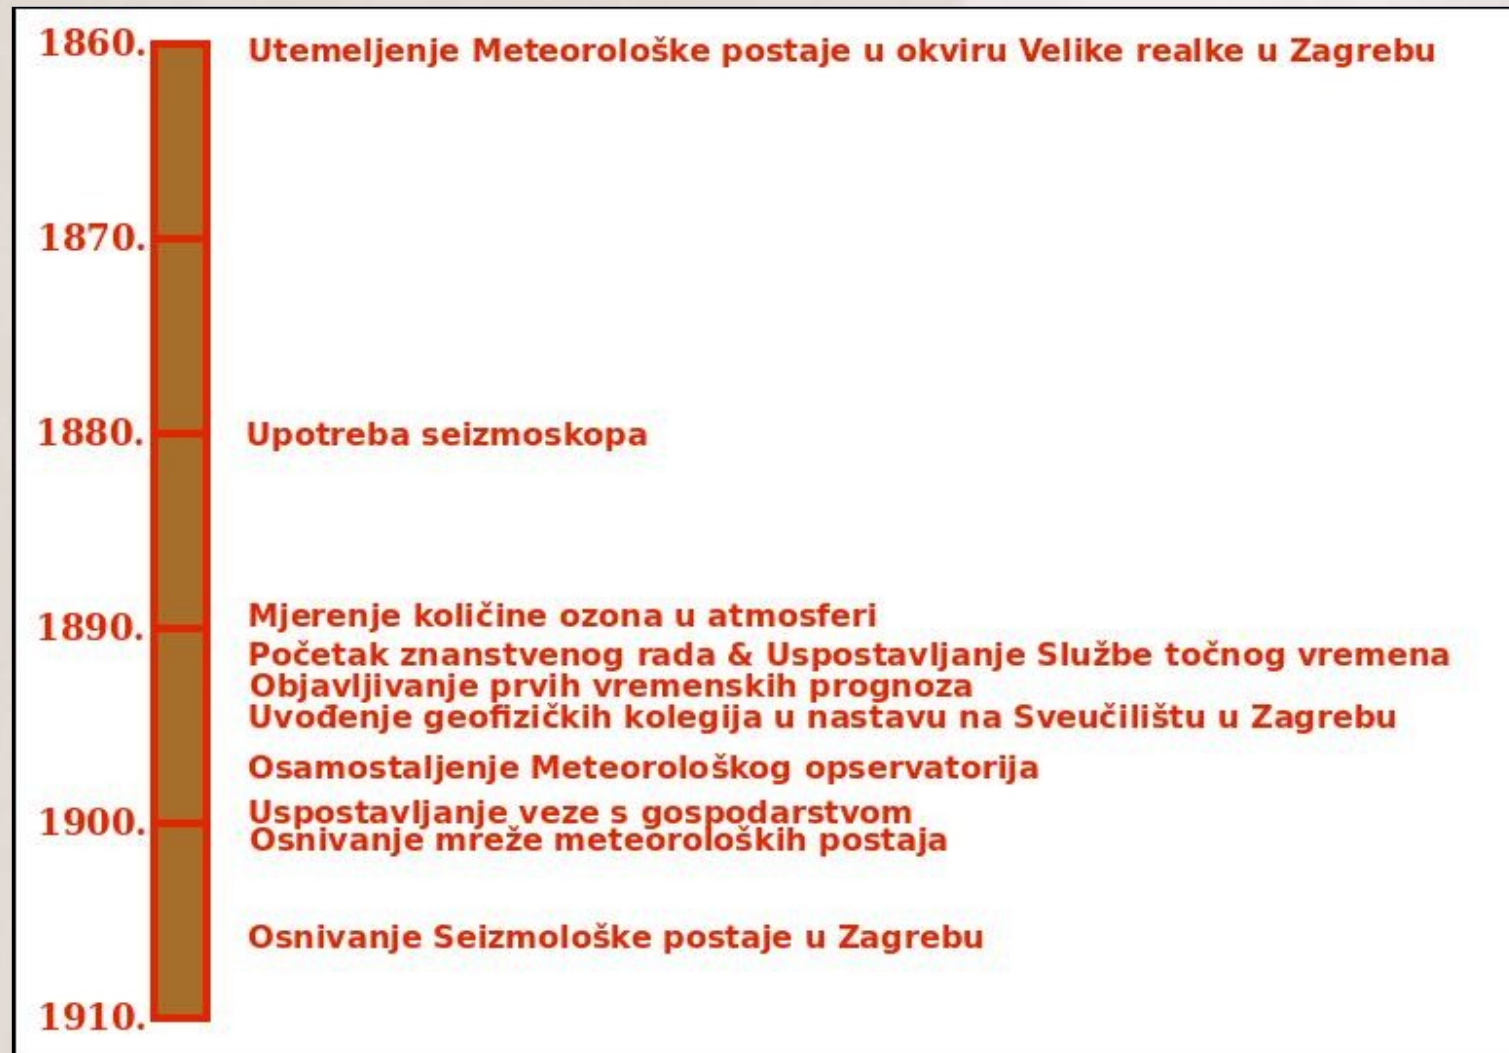 1860. Utemeljenje Meteorološke postaje u okviru Velike realke u Zagrebu
1870.
1880. Upotreba seizmoskopa
Mjerenje količine ozona u atmosferi
1890.
Početak znanstvenog rada & Uspostavljanje Službe točnog vremena
Objavljivanje prvih vremenskih prognoza
Uvođenje geofizičkih kolegija u nastavu na Sveučilištu u Zagrebu
Osamostaljenje Meteorološkog opservatorija
Uspostavljanje veze s gospodarstvom
1900.
Osnivanje mreže meteoroloških postaja
Osnivanje Seizmološke postaje u Zagrebu
1910.